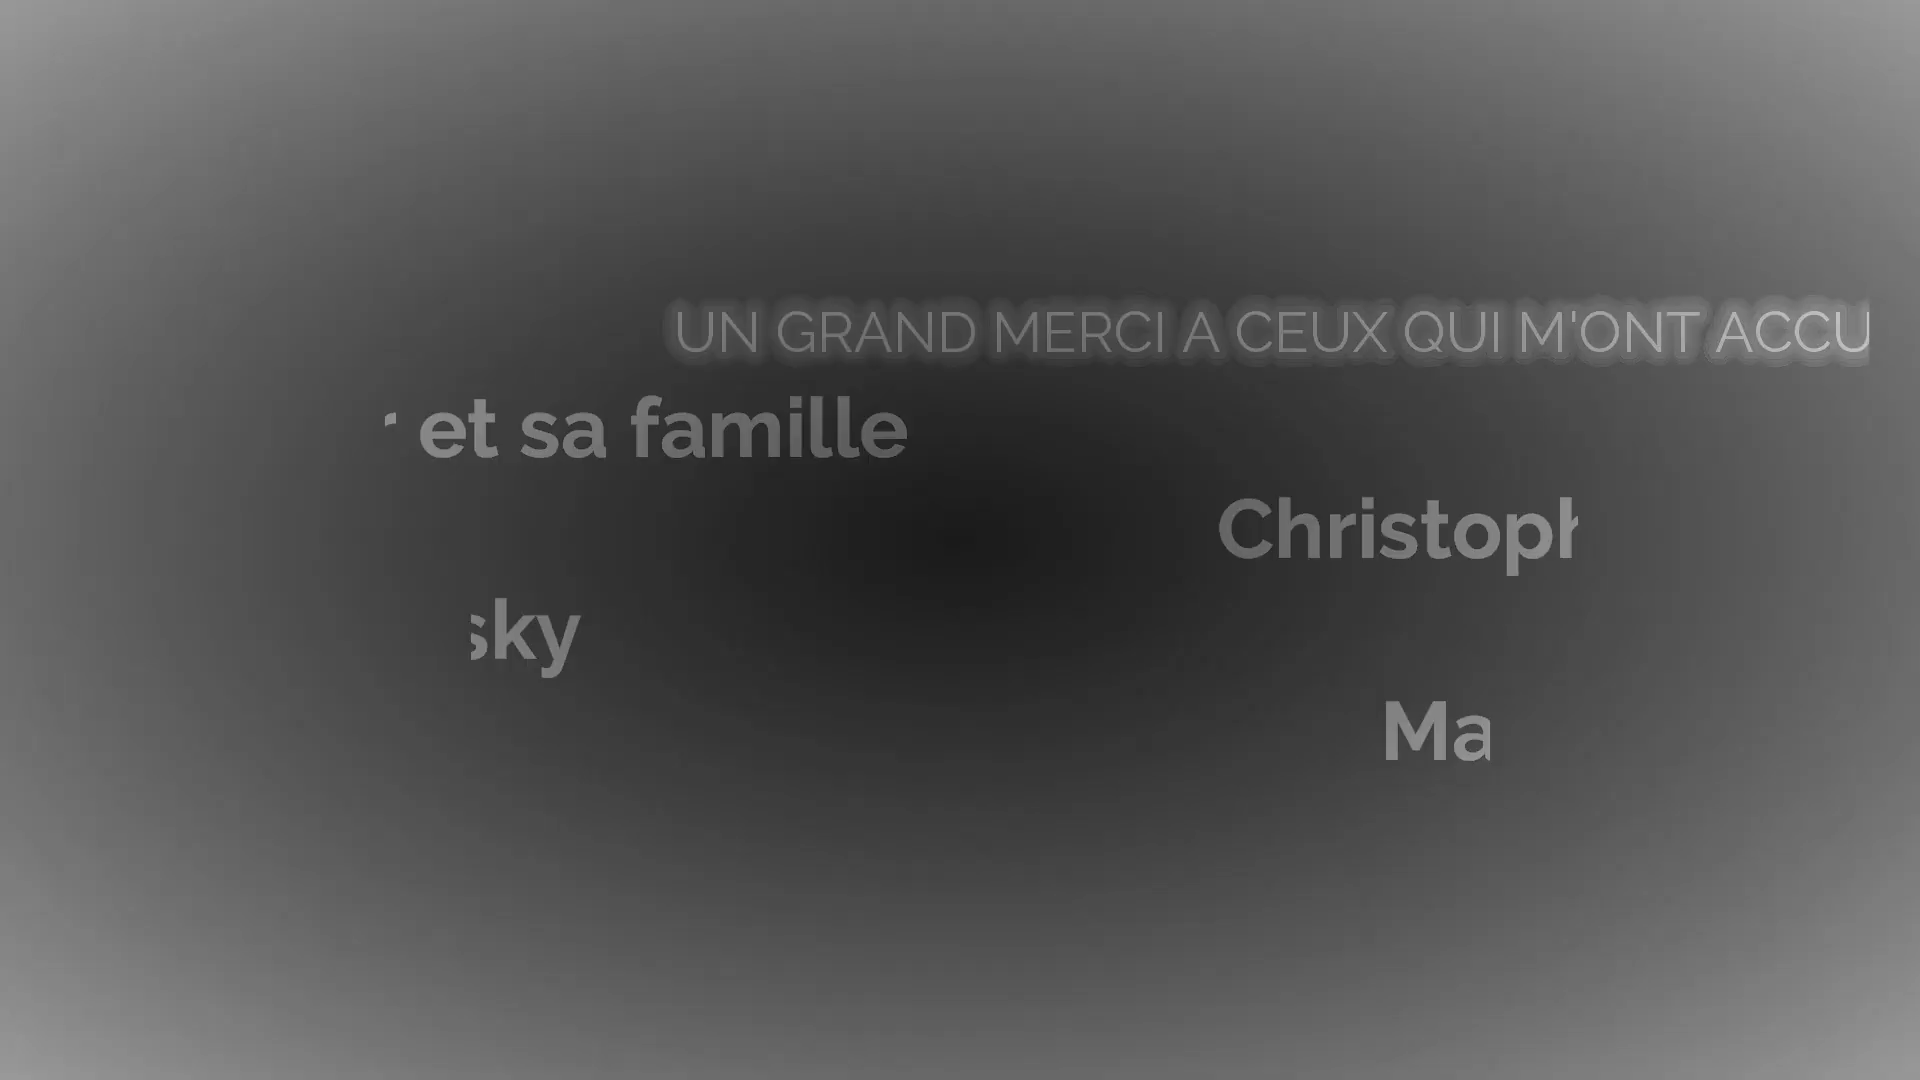 UN GRAND MERCI A CEUX QUI M'ONT ACCU
et sa famille
Christoph
sky
Ma